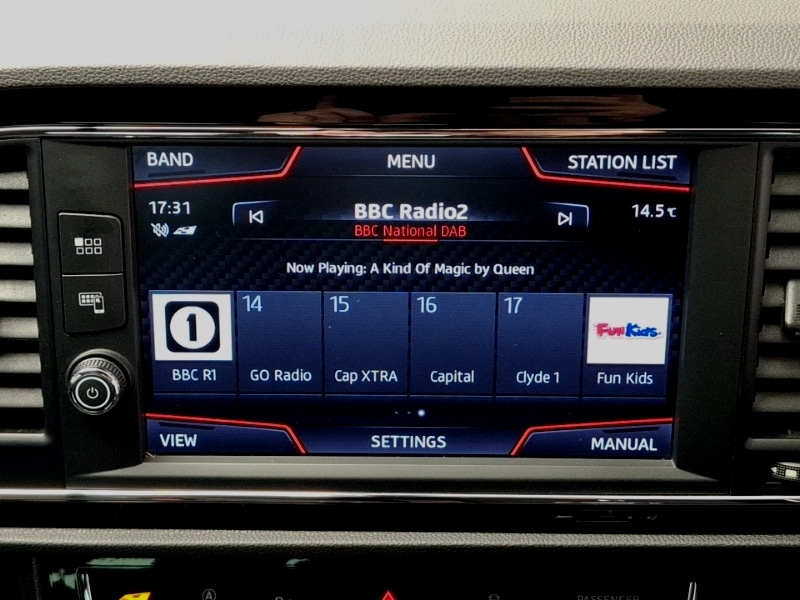 BAND MENU STATION LIST
17:31 BBC Radio2 14.5℃
BBC National DAB
Now Playing: A Kind Of Magic by Queen
1 14 15 16 17 Fun Kids
BBC R1 GO Radio Cap XTRA Capital Clyde 1 Fun Kids
VIEW SETTINGS MANUAL
A PASSENGER